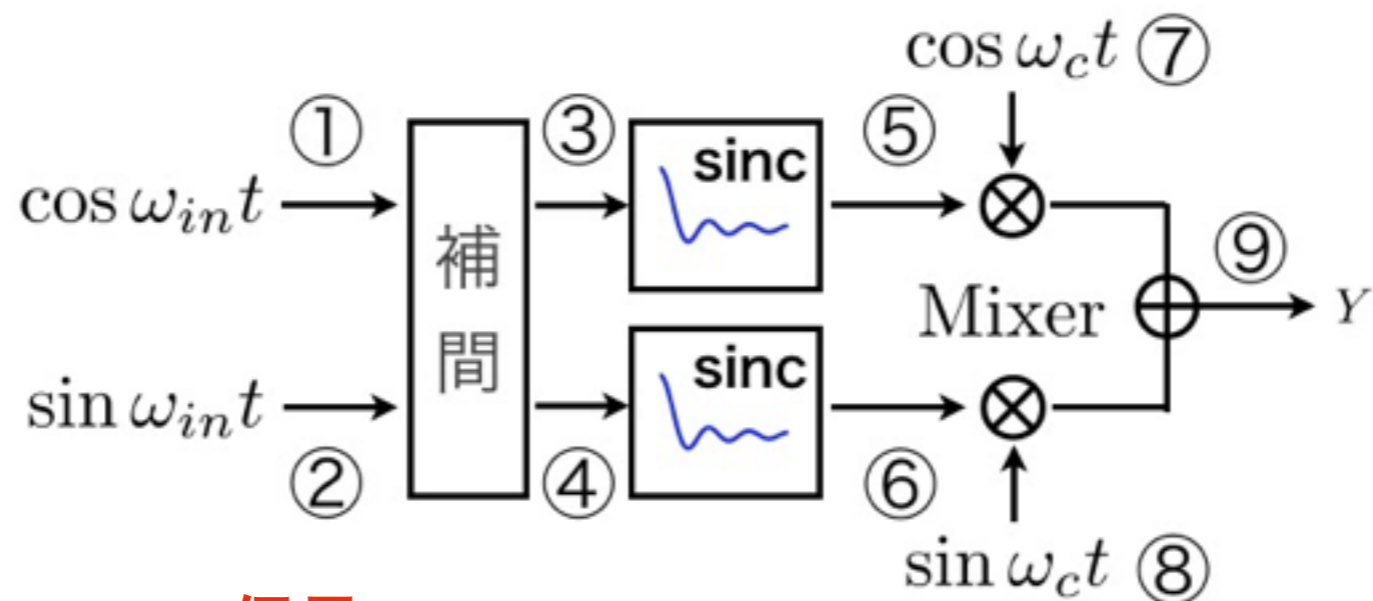 cos ω_c t ⑦
① ③ sinc ⑤
cos ω_in t
補間
⑨
Mixer
Y
sinc
sin ω_in t
② ④ ⑥
sin ω_c t ⑧